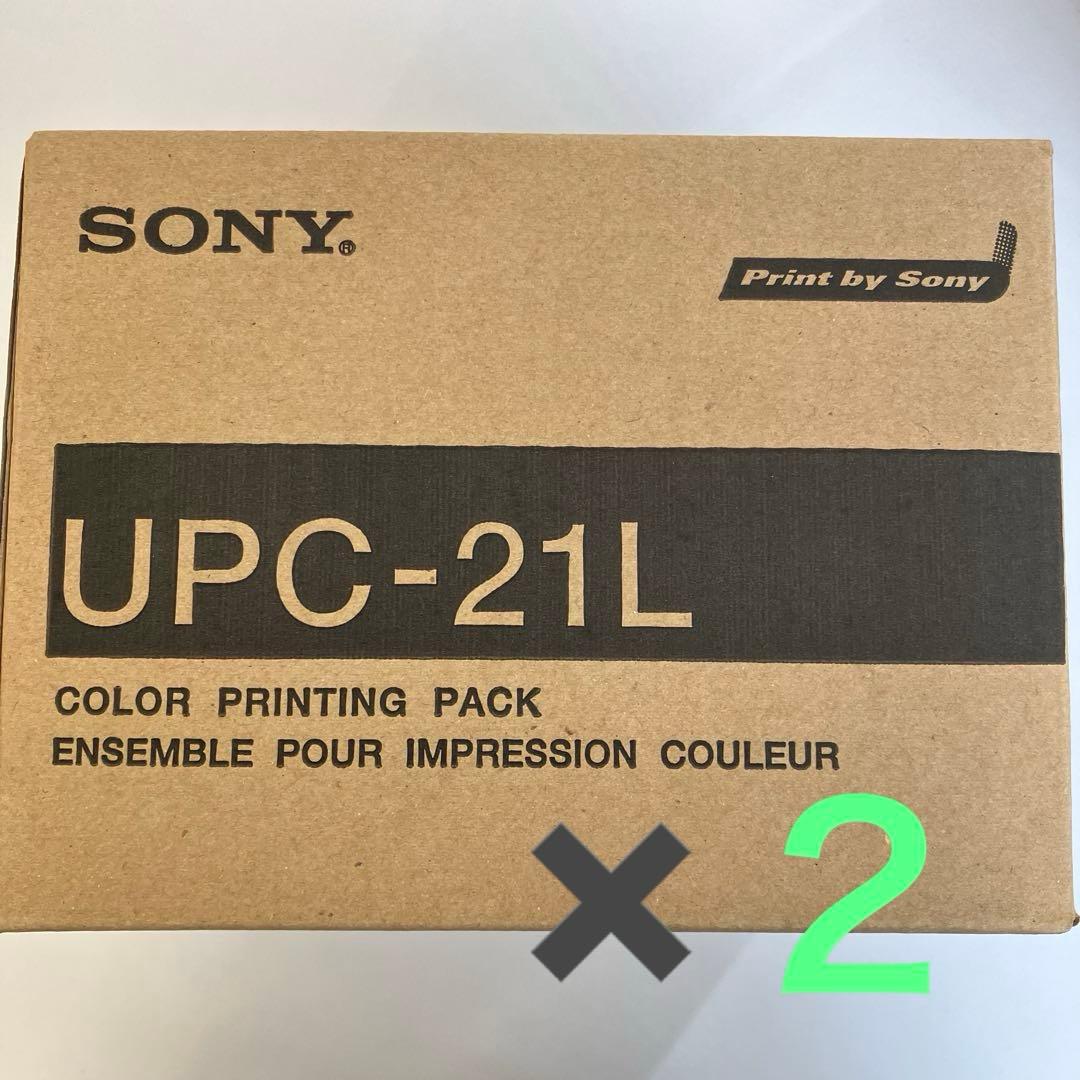 SONY®
Print by Sony
UPC-21L
COLOR PRINTING PACK
ENSEMBLE POUR IMPRESSION COULEUR
✖ 2